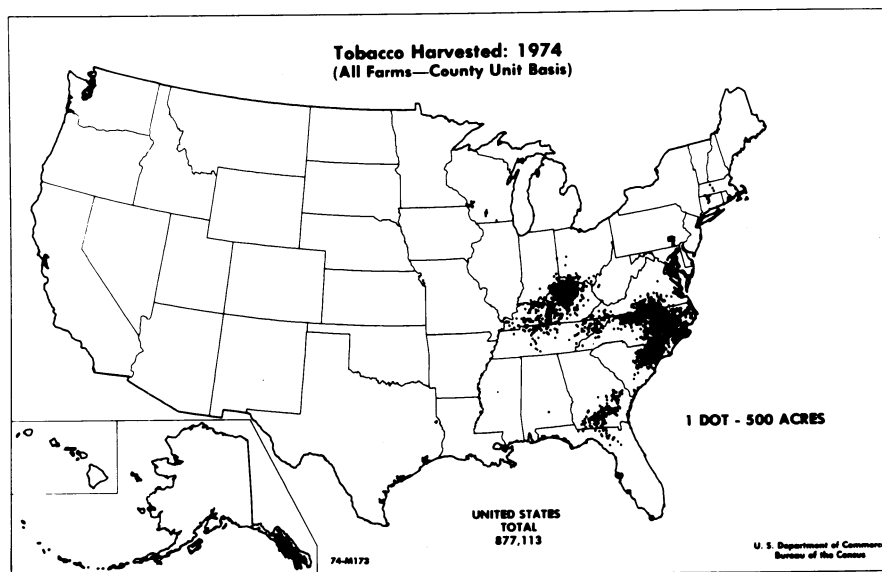 Tobacco Harvested: 1974
(All Farms—County Unit Basis)
1 DOT - 500 ACRES
UNITED STATES
TOTAL
877,113
74-M173
U. S. Department of Commerce
Bureau of the Census